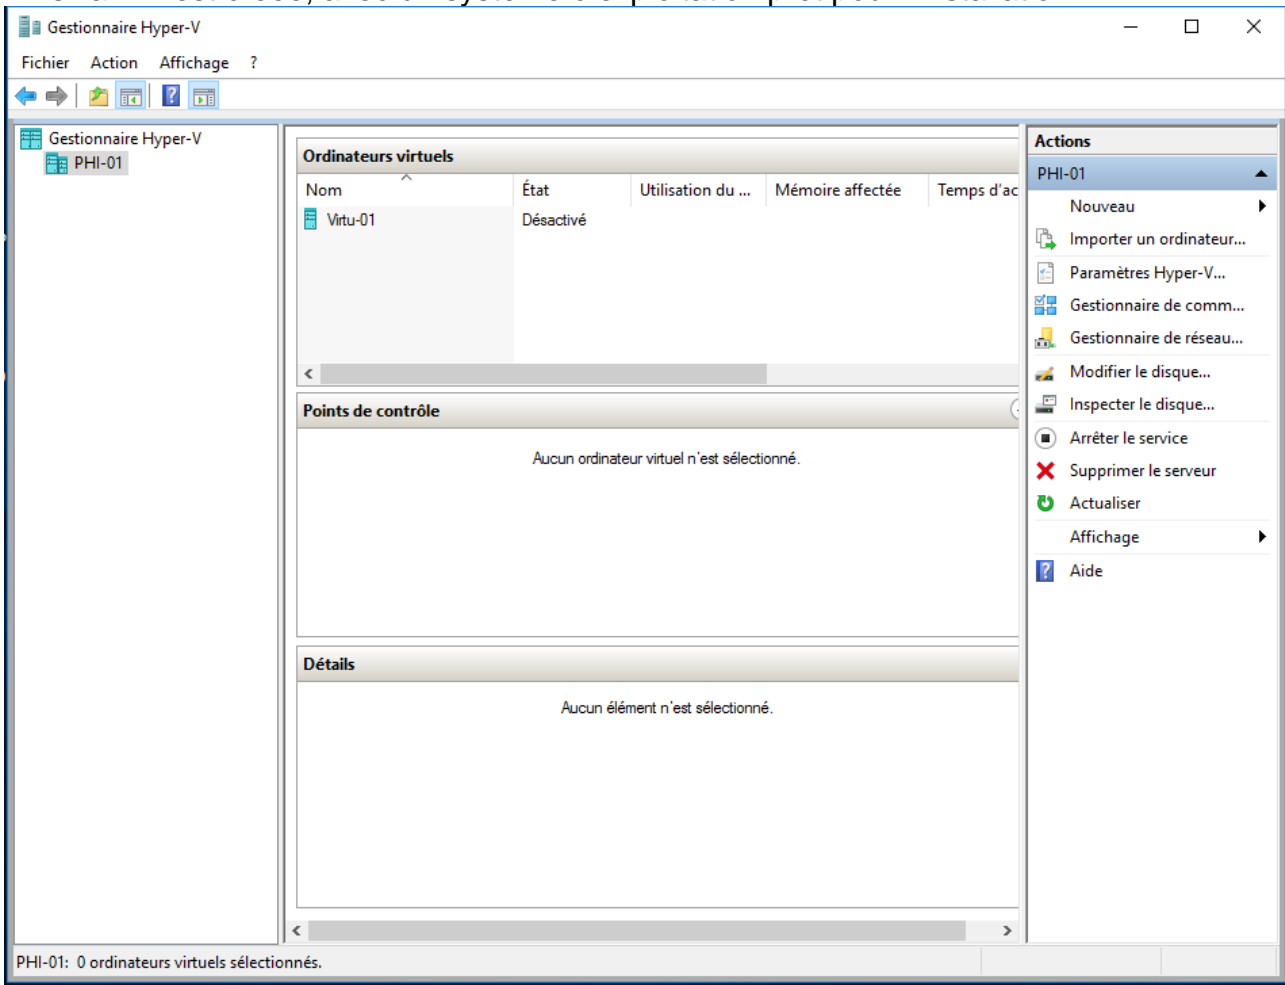 Gestionnaire Hyper-V
Fichier Action Affichage ?
Gestionnaire Hyper-V
PHI-01
Ordinateurs virtuels
Nom État Utilisation du ... Mémoire affectée Temps d'ac
Virtu-01 Désactivé
Points de contrôle
Aucun ordinateur virtuel n'est sélectionné.
Détails
Aucun élément n'est sélectionné.
Actions
PHI-01
Nouveau
Importer un ordinateur...
Paramètres Hyper-V...
Gestionnaire de comm...
Gestionnaire de réseau...
Modifier le disque...
Inspecter le disque...
Arrêter le service
Supprimer le serveur
Actualiser
Affichage
Aide
PHI-01: 0 ordinateurs virtuels sélectionnés.